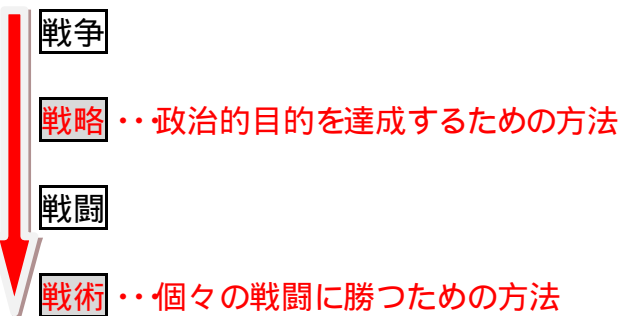 戦争
戦略・・・政治的目的を達成するための方法
戦闘
戦術・・・個々の戦闘に勝つための方法